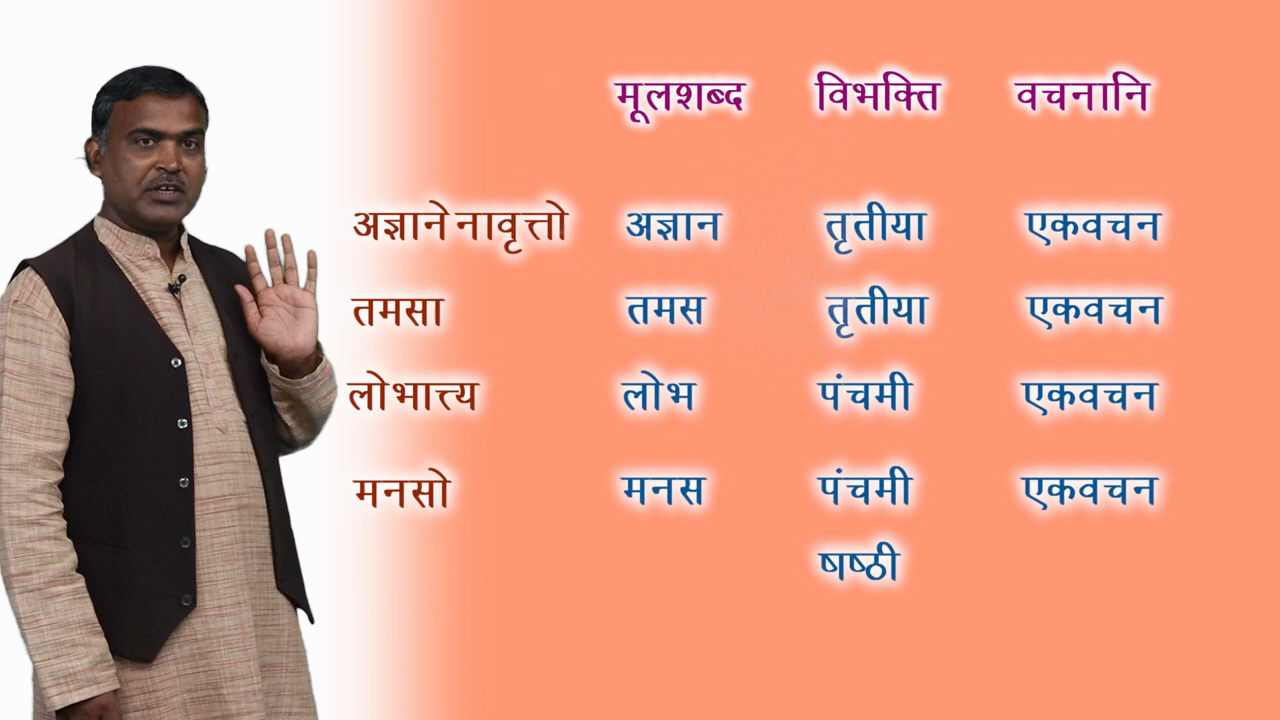 मूलशब्द विभक्ति वचनानि
अज्ञाने नावृत्तो अज्ञान तृतीया एकवचन
तमसा तमस तृतीया एकवचन
लोभात्त्य लोभ पंचमी एकवचन
मनसो मनस पंचमी एकवचन
षष्ठी